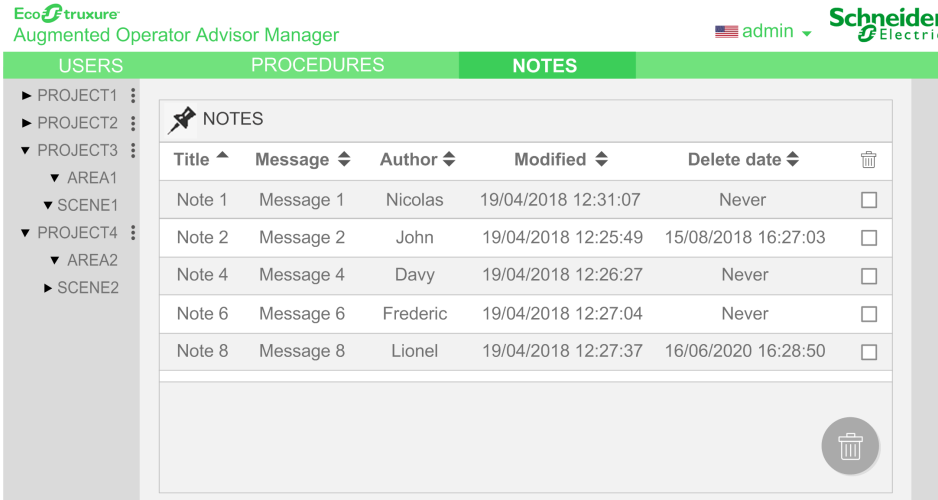 EcoStruxure
Augmented Operator Advisor Manager
admin
Schneider
Electric
USERS PROCEDURES NOTES
PROJECT1
PROJECT2
PROJECT3
AREA1
SCENE1
PROJECT4
AREA2
SCENE2
NOTES
Title Message Author Modified Delete date
Note 1 Message 1 Nicolas 19/04/2018 12:31:07 Never
Note 2 Message 2 John 19/04/2018 12:25:49 15/08/2018 16:27:03
Note 4 Message 4 Davy 19/04/2018 12:26:27 Never
Note 6 Message 6 Frederic 19/04/2018 12:27:04 Never
Note 8 Message 8 Lionel 19/04/2018 12:27:37 16/06/2020 16:28:50